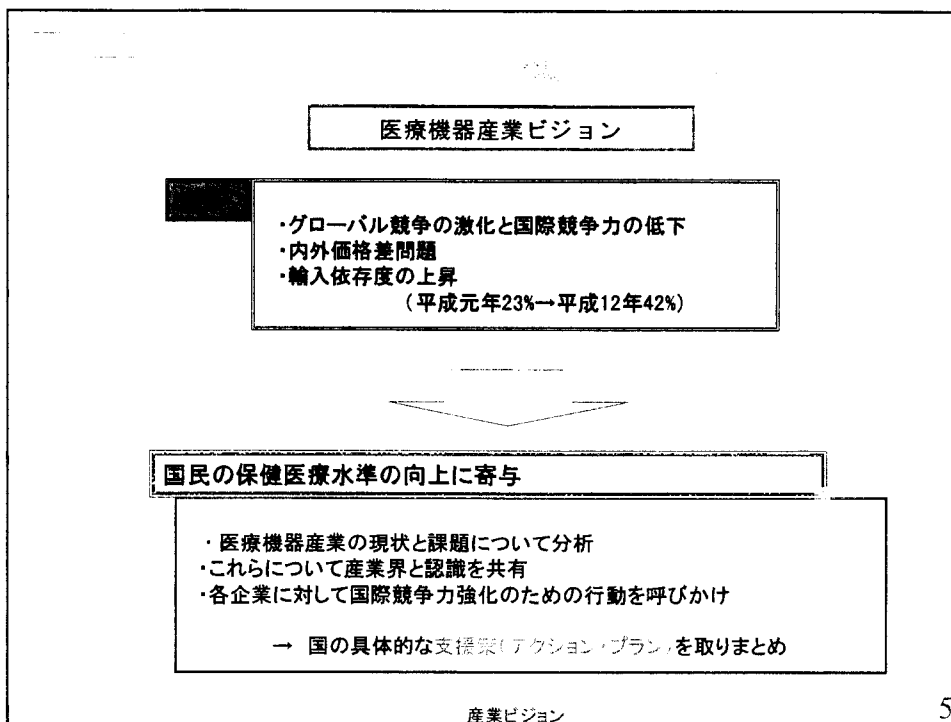 医療機器産業ビジョン
・グローバル競争の激化と国際競争力の低下
・内外価格差問題
・輸入依存度の上昇
（平成元年23%→平成12年42%）
国民の保健医療水準の向上に寄与
・医療機器産業の現状と課題について分析
・これらについて産業界と認識を共有
・各企業に対して国際競争力強化のための行動を呼びかけ
→ 国の具体的な支援策(アクション・プラン)を取りまとめ
産業ビジョン
5